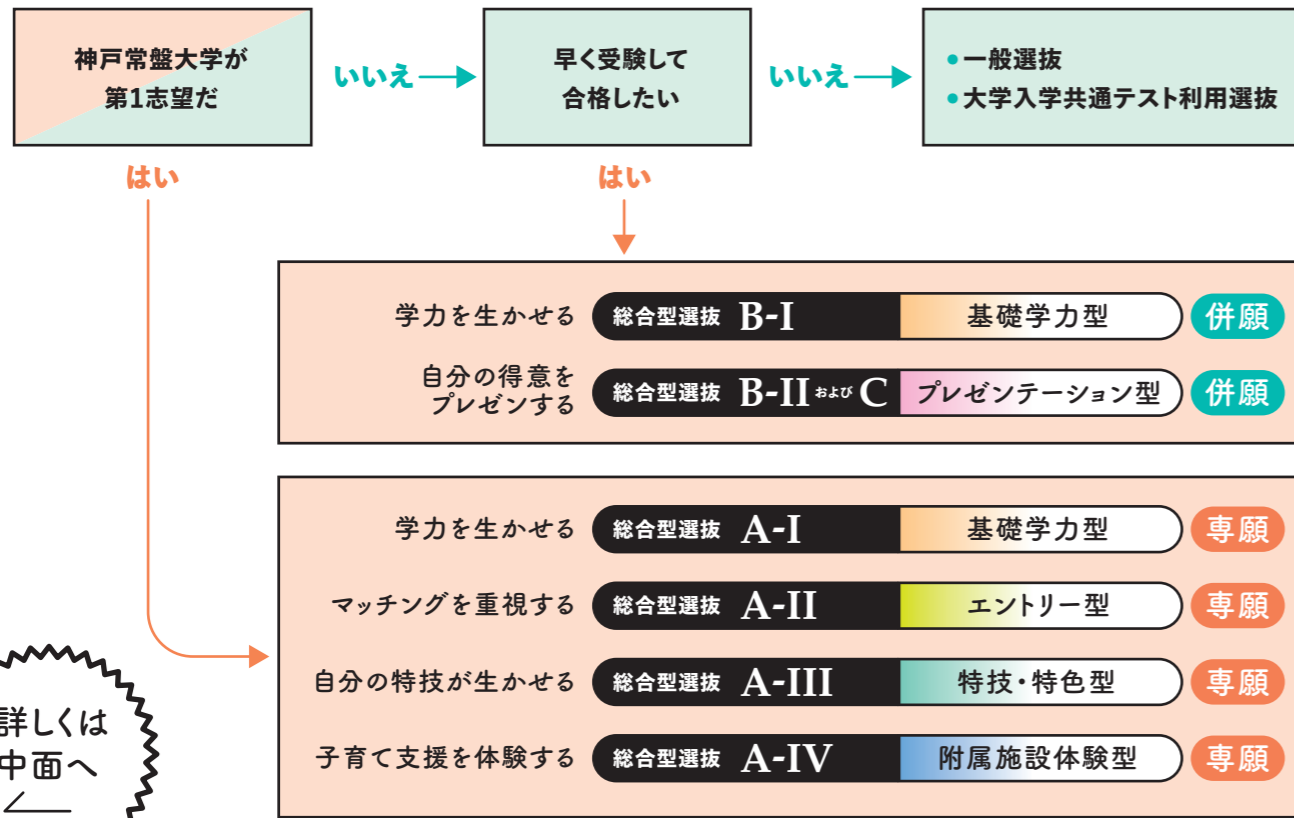 神戸常盤大学が
第1志望だ
いいえ
早く受験して
合格したい
いいえ
•一般選抜
•大学入学共通テスト利用選抜
はい
はい
学力を生かせる 総合型選抜 B-I 基礎学力型 併願
自分の得意を
プレゼンする 総合型選抜 B-II および C プレゼンテーション型 併願
学力を生かせる 総合型選抜 A-I 基礎学力型 専願
マッチングを重視する 総合型選抜 A-II エントリー型 専願
自分の特技が生かせる 総合型選抜 A-III 特技・特色型 専願
子育て支援を体験する 総合型選抜 A-IV 附属施設体験型 専願
詳しくは
中面へ